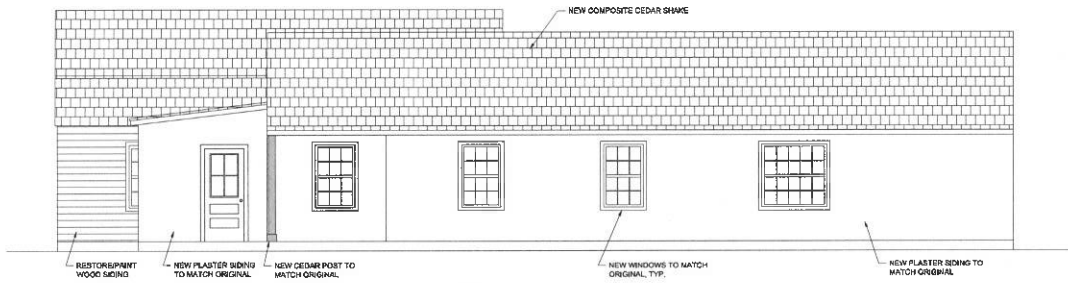 NEW COMPOSITE CEDAR SHAKE
RESTORE/PAINT
WOOD SIDING
NEW PLASTER SIDING
TO MATCH ORIGINAL
NEW CEDAR POST TO
MATCH ORIGINAL
NEW WINDOWS TO MATCH
ORIGINAL, TYP.
NEW PLASTER SIDING TO
MATCH ORIGINAL